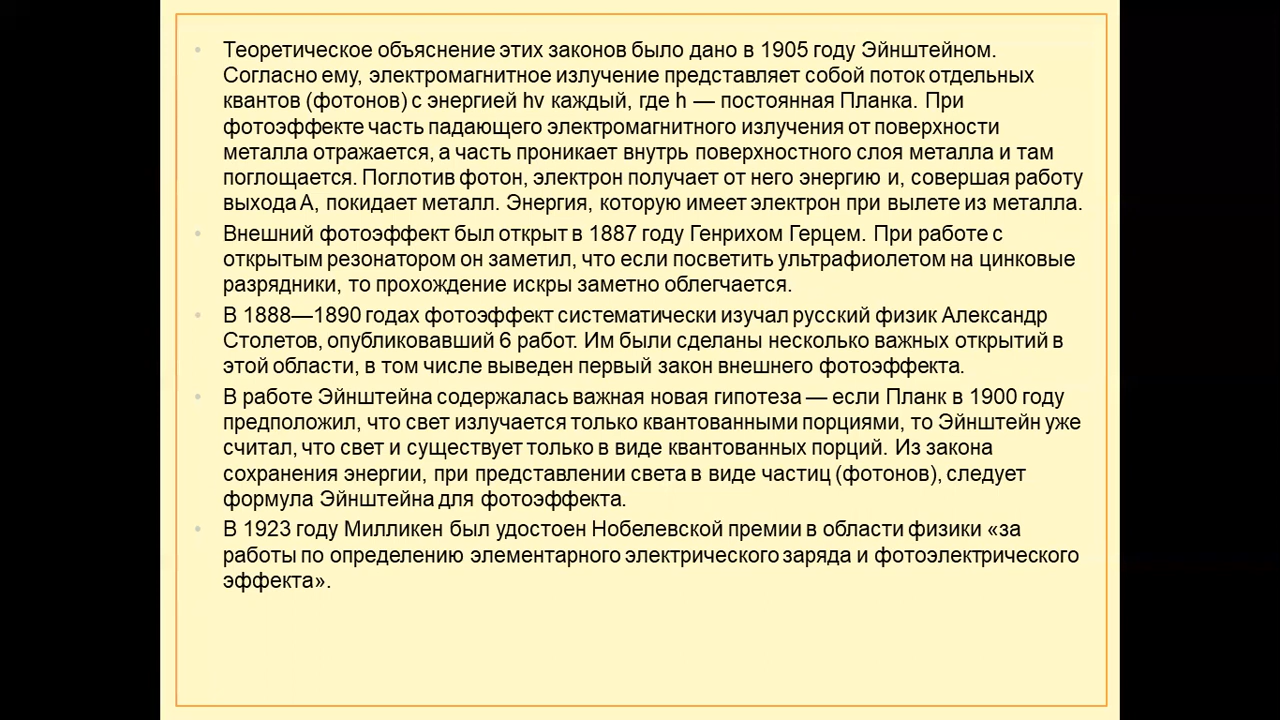 Теоретическое объяснение этих законов было дано в 1905 году Эйнштейном.
Согласно ему, электромагнитное излучение представляет собой поток отдельных
квантов (фотонов) с энергией hv каждый, где h — постоянная Планка. При
фотоэффекте часть падающего электромагнитного излучения от поверхности
металла отражается, а часть проникает внутрь поверхностного слоя металла и там
поглощается. Поглотив фотон, электрон получает от него энергию и, совершая работу
выхода А, покидает металл. Энергия, которую имеет электрон при вылете из металла.
Внешний фотоэффект был открыт в 1887 году Генрихом Герцем. При работе с
открытым резонатором он заметил, что если посветить ультрафиолетом на цинковые
разрядники, то прохождение искры заметно облегчается.
В 1888—1890 годах фотоэффект систематически изучал русский физик Александр
Столетов, опубликовавший 6 работ. Им были сделаны несколько важных открытий в
этой области, в том числе выведен первый закон внешнего фотоэффекта.
В работе Эйнштейна содержалась важная новая гипотеза — если Планк в 1900 году
предположил, что свет излучается только квантованными порциями, то Эйнштейн уже
считал, что свет и существует только в виде квантованных порций. Из закона
сохранения энергии, при представлении света в виде частиц (фотонов), следует
формула Эйнштейна для фотоэффекта.
В 1923 году Милликен был удостоен Нобелевской премии в области физики «за
работы по определению элементарного электрического заряда и фотоэлектрического
эффекта».